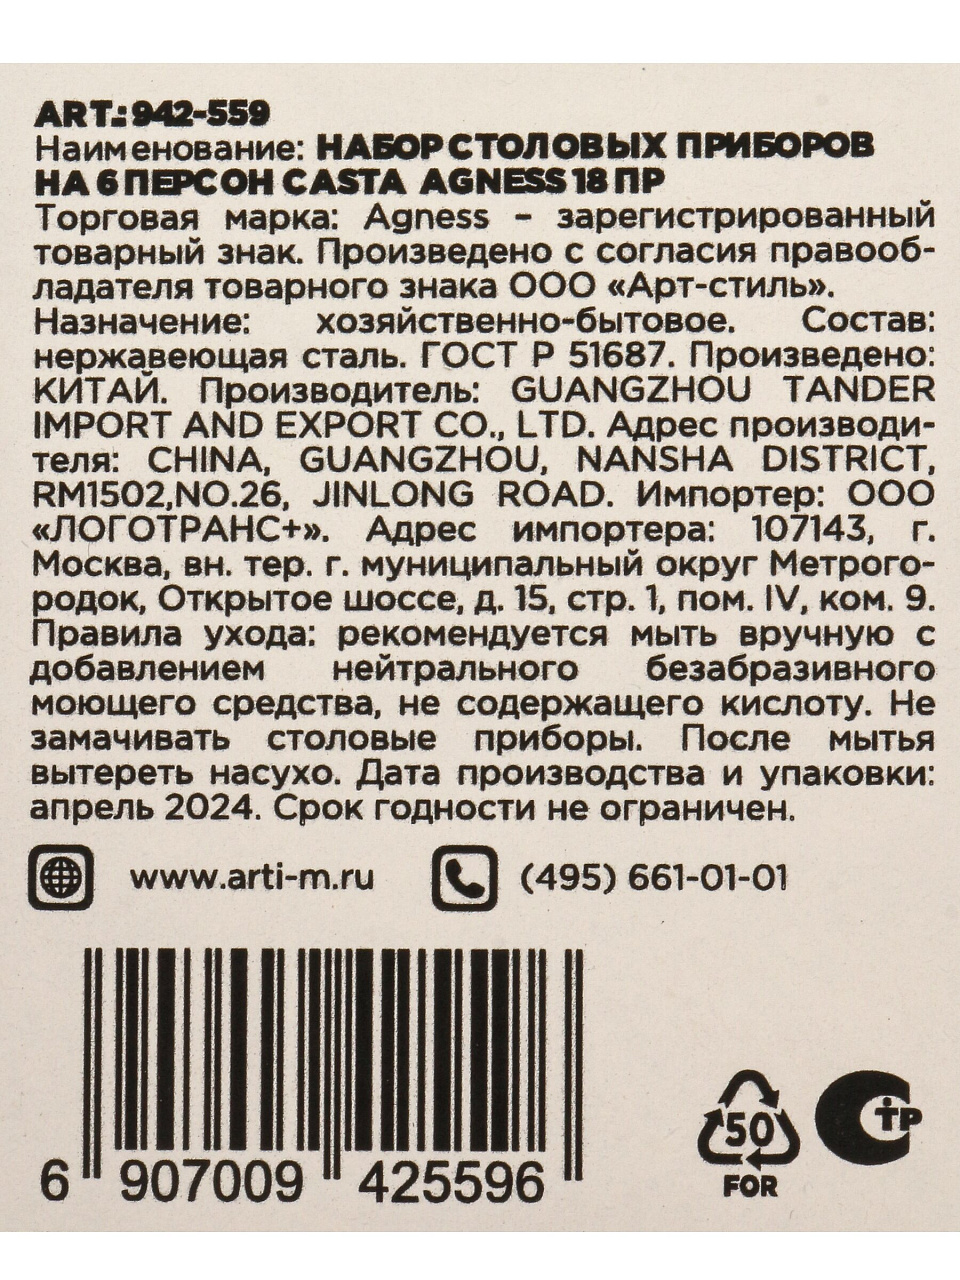 ART.: 942-559
Наименование: НАБОР СТОЛОВЫХ ПРИБОРОВ
НА 6 ПЕРСОН CASTA AGNESS 18 ПР
Торговая марка: Agness – зарегистрированный
товарный знак. Произведено с согласия правооб-
ладателя товарного знака ООО «Арт-стиль».
Назначение: хозяйственно-бытовое. Состав:
нержавеющая сталь. ГОСТ Р 51687. Произведено:
КИТАЙ. Производитель: GUANGZHOU TANDER
IMPORT AND EXPORT CO., LTD. Адрес производи-
теля: CHINA, GUANGZHOU, NANSHA DISTRICT,
RM1502,NO.26, JINLONG ROAD. Импортер: ООО
«ЛОГОТРАНС+». Адрес импортера: 107143, г.
Москва, вн. тер. г. муниципальный округ Метрого-
родок, Открытое шоссе, д. 15, стр. 1, пом. IV, ком. 9.
Правила ухода: рекомендуется мыть вручную с
добавлением нейтрального безабразивного
моющего средства, не содержащего кислоту. Не
замачивать столовые приборы. После мытья
вытереть насухо. Дата производства и упаковки:
апрель 2024. Срок годности не ограничен.
www.arti-m.ru (495) 661-01-01
6 907009 425596
50
FOR
СТР